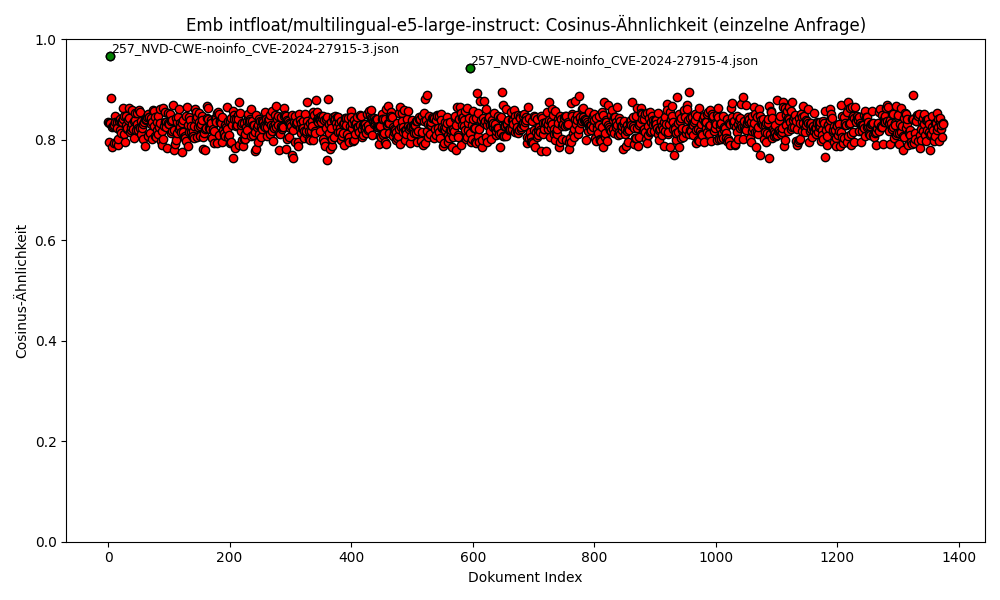 Emb intfloat/multilingual-e5-large-instruct: Cosinus-Ähnlichkeit (einzelne Anfrage)
1.0
257_NVD-CWE-noinfo_CVE-2024-27915-3.json
257_NVD-CWE-noinfo_CVE-2024-27915-4.json
0.8
0.6
Cosinus-Ähnlichkeit
0.4
0.2
0.0
0 200 400 600 800 1000 1200 1400
Dokument Index